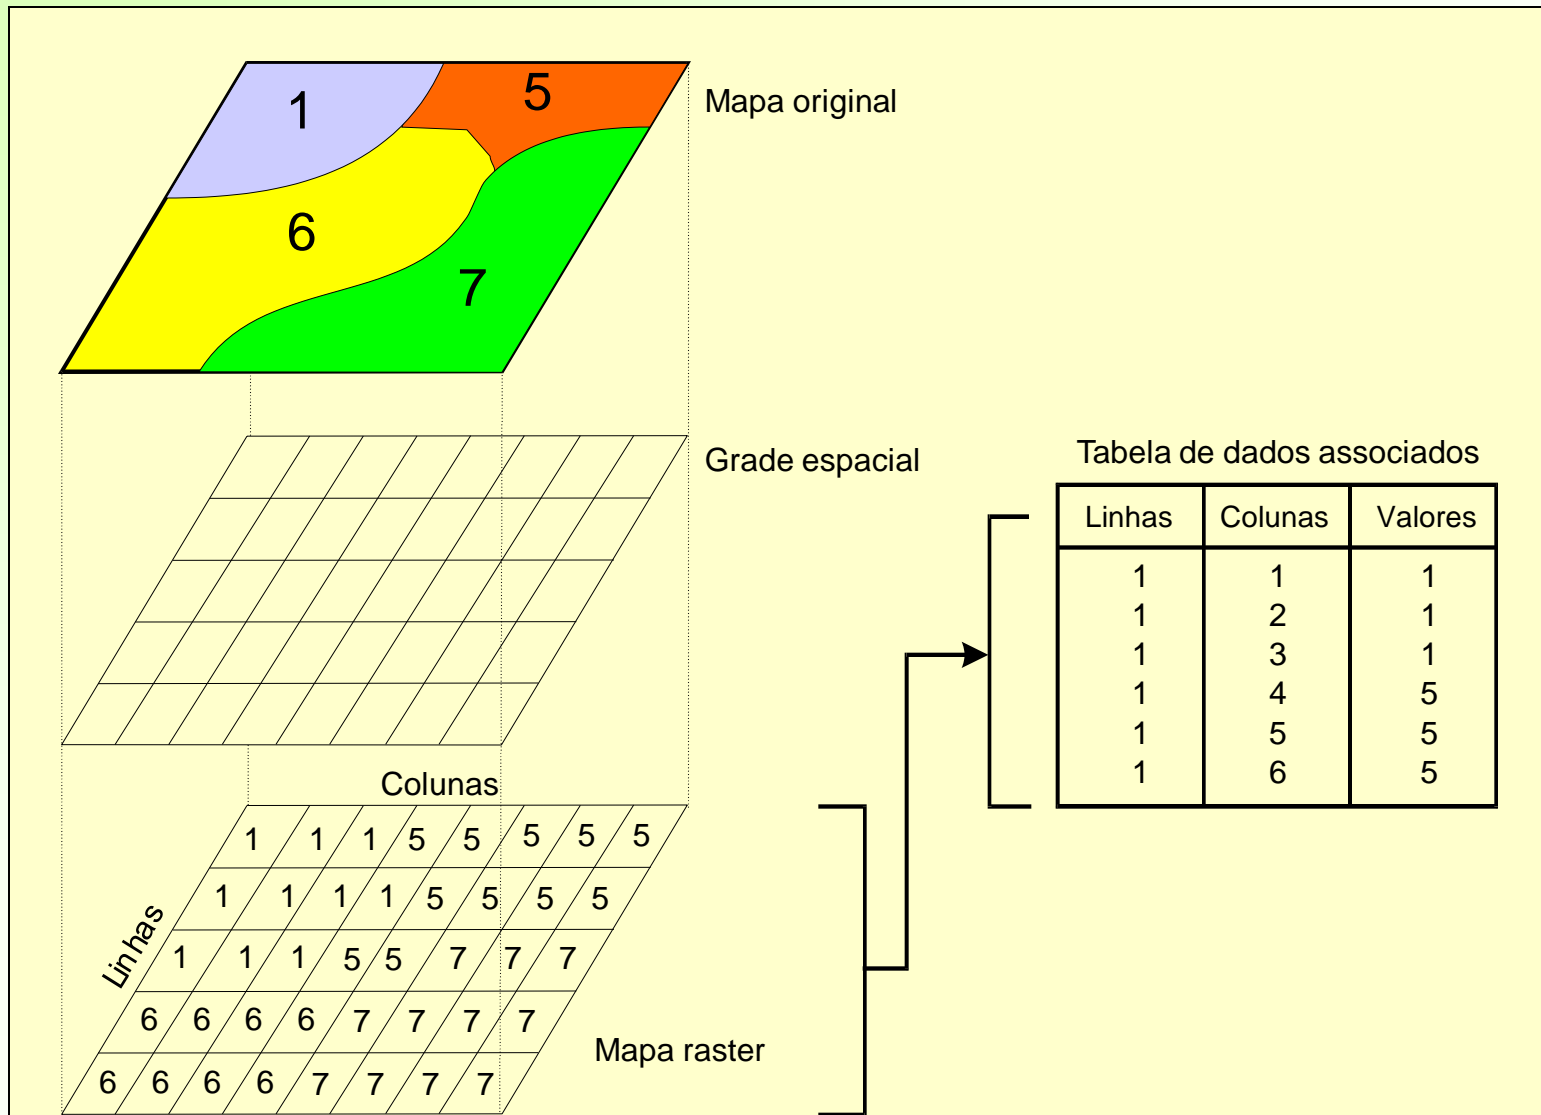 1
5
Mapa original
6
7
Grade espacial
Colunas
Linhas
1 1 1 5 5 5 5 5
1 1 1 1 5 5 5 5
1 1 1 5 5 7 7 7
6 6 6 6 7 7 7 7
6 6 6 6 7 7 7 7
Mapa raster
Tabela de dados associados
Linhas Colunas Valores
1 1 1
1 2 1
1 3 1
1 4 5
1 5 5
1 6 5